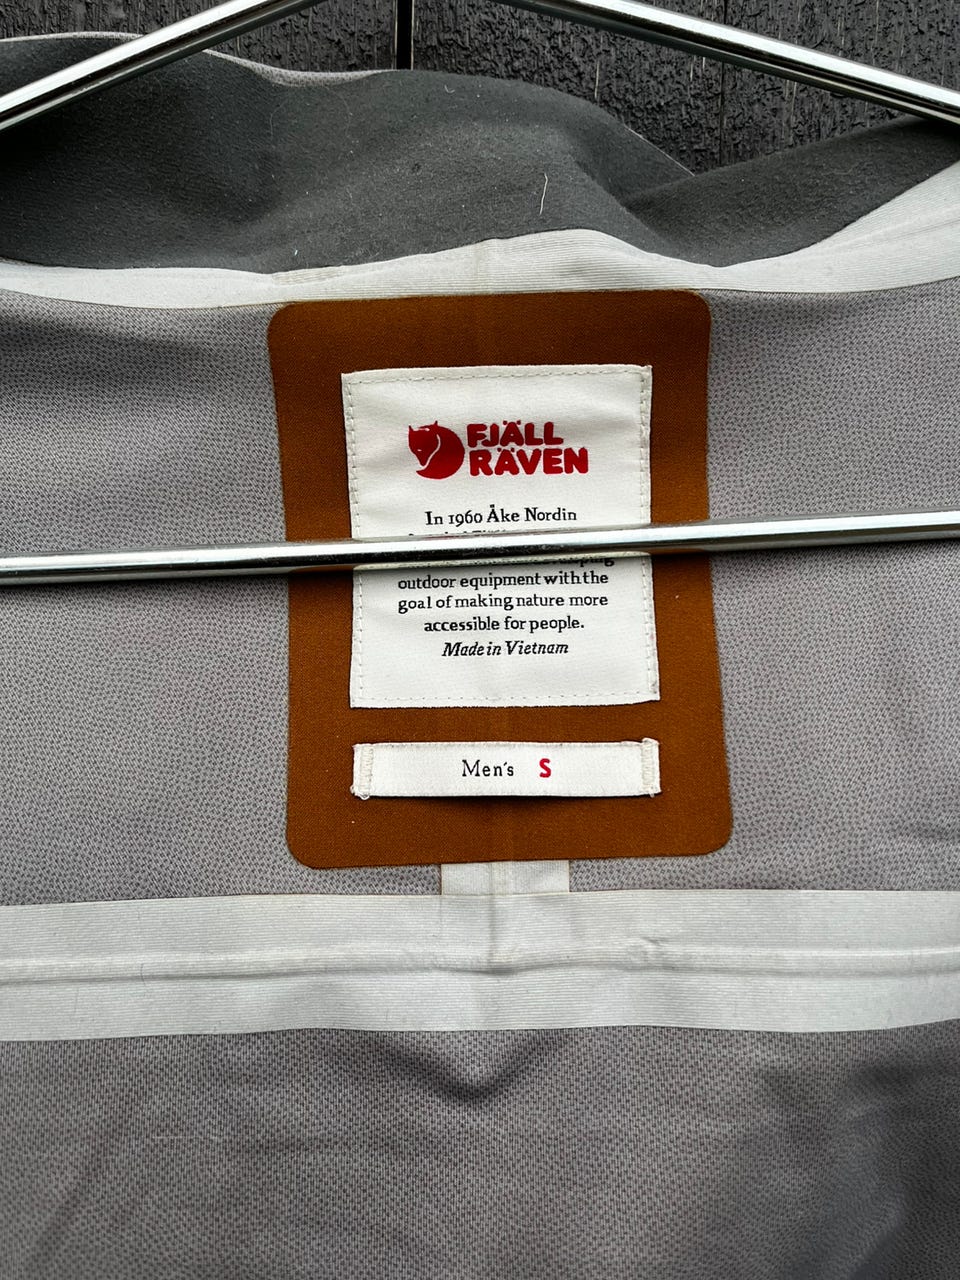 FJÄLL
RÄVEN
In 1960 Åke Nordin
outdoor equipment with the
goal of making nature more
accessible for people.
Made in Vietnam
Men's S